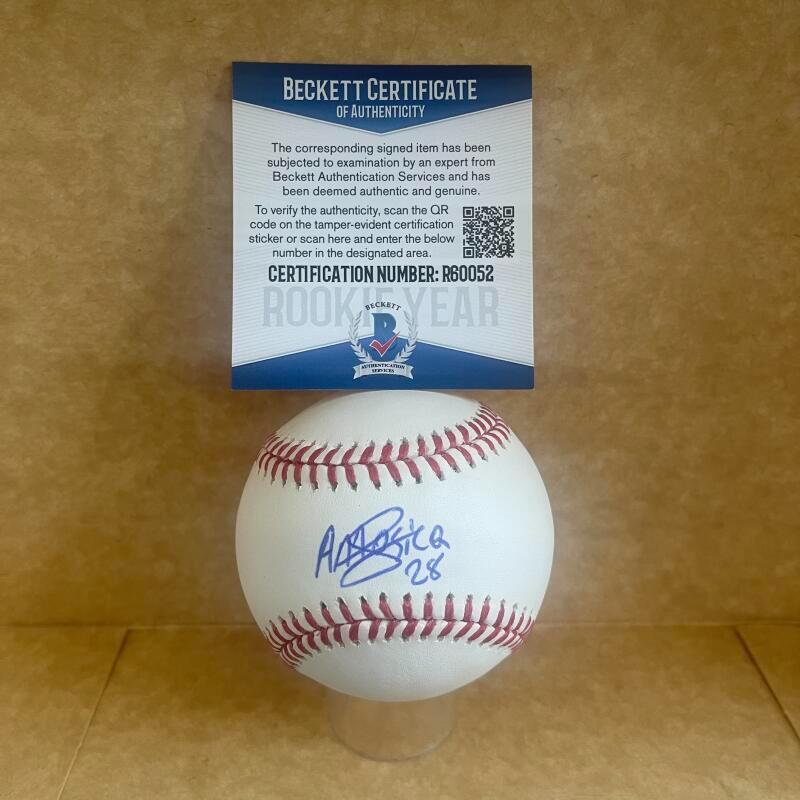 BECKETT CERTIFICATE
OF AUTHENTICITY
The corresponding signed item has been
subjected to examination by an expert from
Beckett Authentication Services and has
been deemed authentic and genuine.
To verify the authenticity, scan the QR
code on the tamper-evident certification
sticker or scan here and enter the below
number in the designated area.
CERTIFICATION NUMBER: R60052
ROOKIE YEAR
BECKETT
B
AUTHENTICATION
SERVICES
28